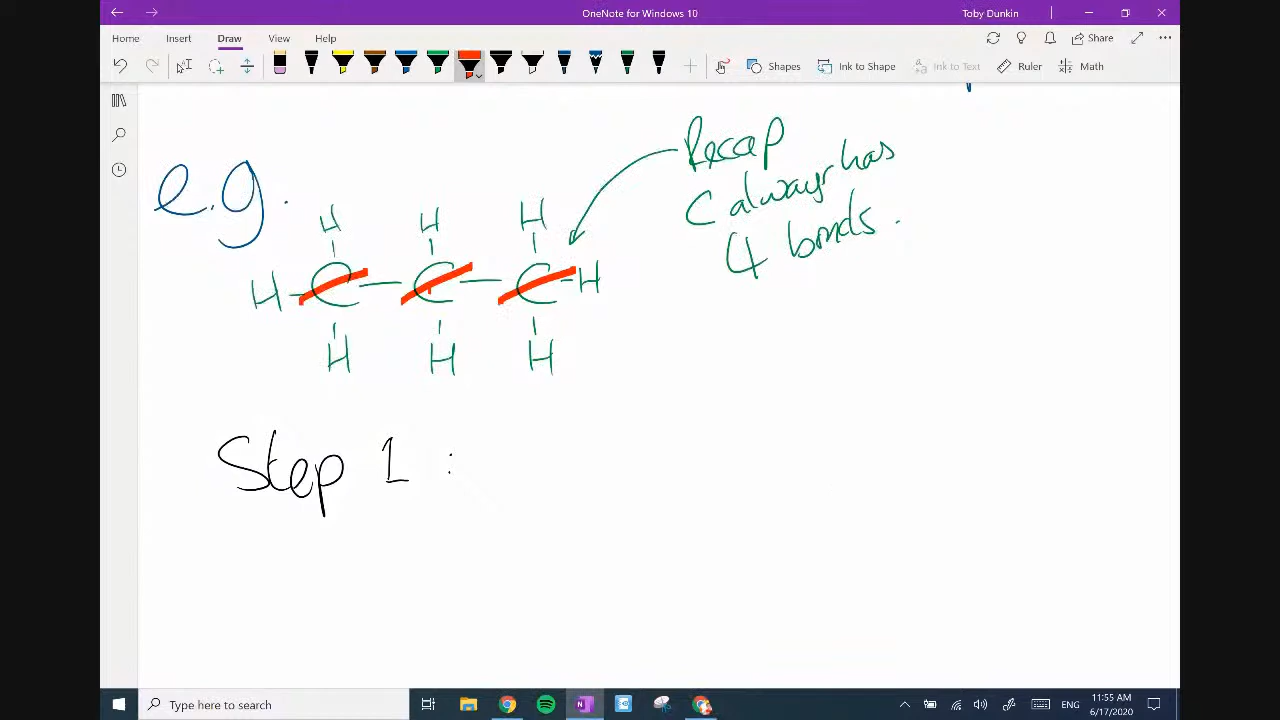 OneNote for Windows 10
Toby Dunkin
Home Insert Draw View Help
Share
Shapes
Ink to Shape
Ink to Text
Ruler
Math
e.g.
Recap
C always has
4 bonds.
H H H
H C C C H
H H H
Step 1 :
Type here to search
ENG
11:55 AM
6/17/2020